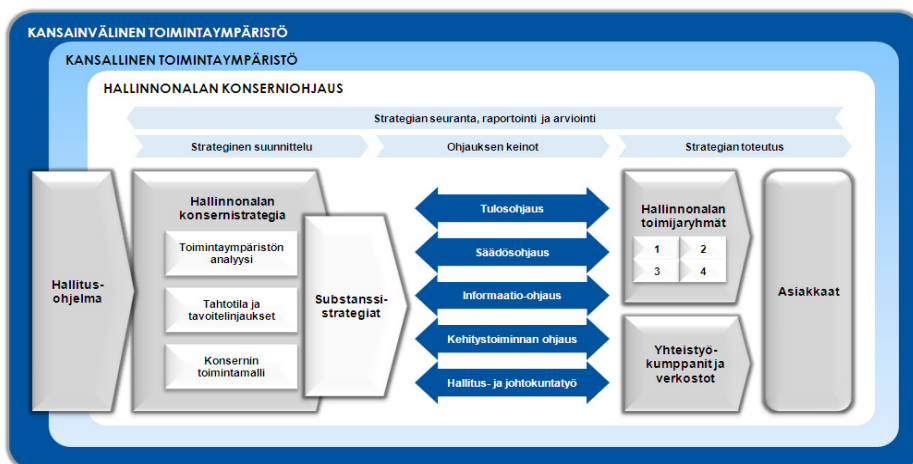 KANSAINVÄLINEN TOIMINTAYMPÄRISTÖ
KANSALLINEN TOIMINTAYMPÄRISTÖ
HALLINNONALAN KONSERNIOHJAUS
Strategian seuranta, raportointi ja arviointi
Strateginen suunnittelu
Ohjauksen keinot
Strategian toteutus
Hallitus-
ohjelma
Hallinnonalan
konsernistrategia
Toimintaympäristön
analyysi
Tahtotila ja
tavoitelinjaukset
Konsernin
toimintamalli
Substanssi-
strategiat
Tulosohjaus
Säädösohjaus
Informaatio-ohjaus
Kehitystoiminnan ohjaus
Hallitus- ja johtokuntatyö
Hallinnonalan
toimijaryhmät
1 2
3 4
Yhteistyö-
kumppanit ja
verkostot
Asiakkaat